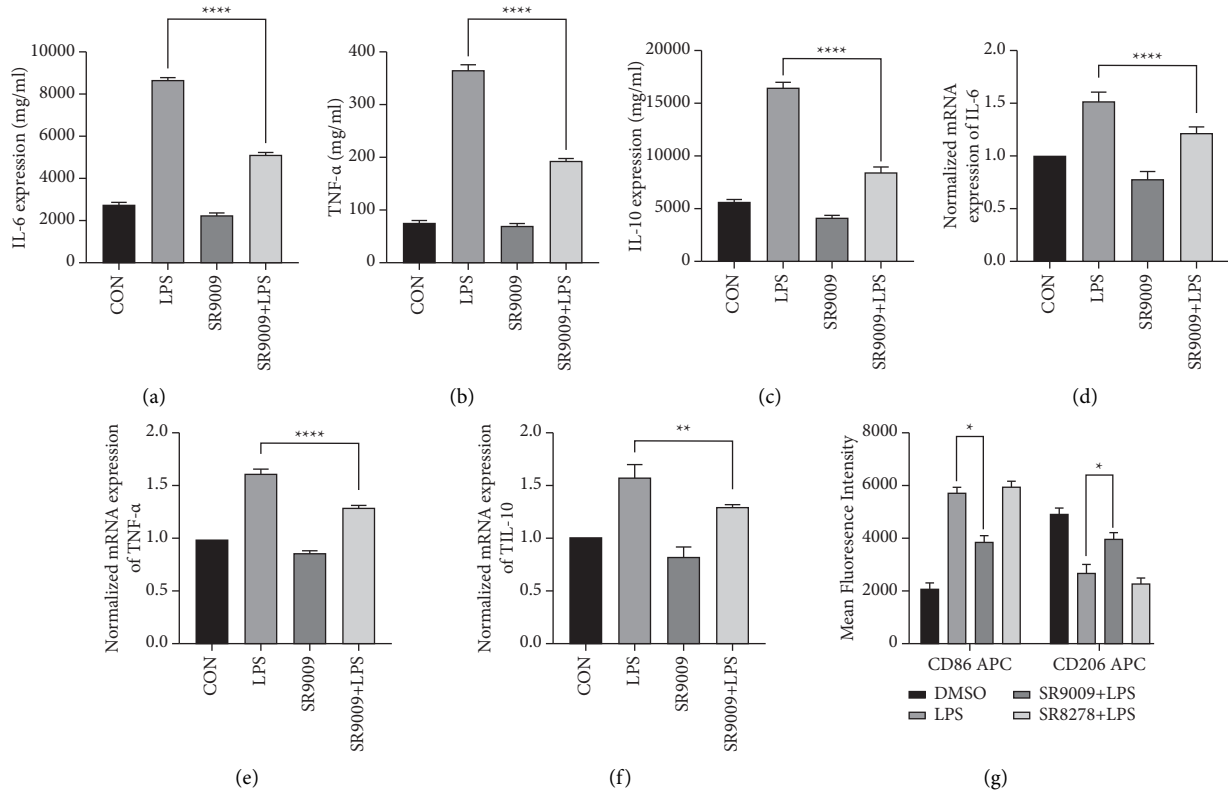 ****
IL-6 expression (mg/ml)
10000
8000
6000
4000
2000
0
CON
LPS
SR9009
SR9009+LPS
(a)
****
TNF-α (mg/ml)
400
300
200
100
0
CON
LPS
SR9009
SR9009+LPS
(b)
****
IL-10 expression (mg/ml)
20000
15000
10000
5000
0
CON
LPS
SR9009
SR9009+LPS
(c)
****
Normalized mRNA
expression of IL-6
2.0
1.5
1.0
0.5
0.0
CON
LPS
SR9009
SR9009+LPS
(d)
****
Normalized mRNA expression
of TNF-α
2.0
1.5
1.0
0.5
0.0
CON
LPS
SR9009
SR9009+LPS
(e)
**
Normalized mRNA expression
of TIL-10
2.0
1.5
1.0
0.5
0.0
CON
LPS
SR9009
SR9009+LPS
(f)
*
*
Mean Fluorescence Intensity
8000
6000
4000
2000
0
CD86 APC
CD206 APC
DMSO
LPS
SR9009+LPS
SR8278+LPS
(g)